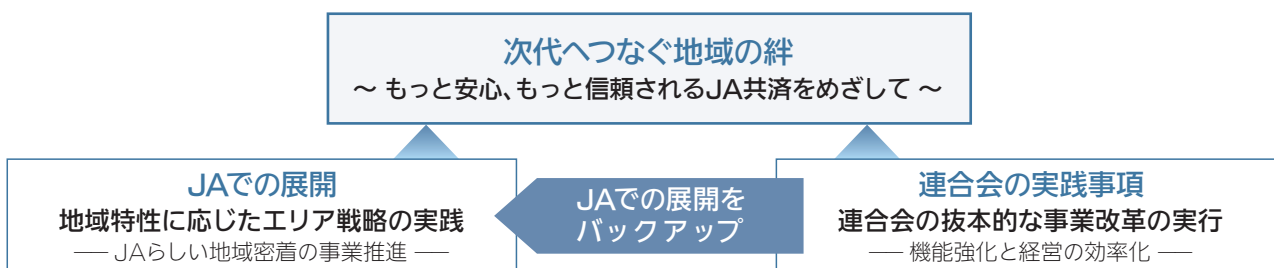 次代へつなぐ地域の絆
～ もっと安心、もっと信頼されるJA共済をめざして ～
JAでの展開
地域特性に応じたエリア戦略の実践
── JAらしい地域密着の事業推進 ──
JAでの展開を
バックアップ
連合会の実践事項
連合会の抜本的な事業改革の実行
── 機能強化と経営の効率化 ──